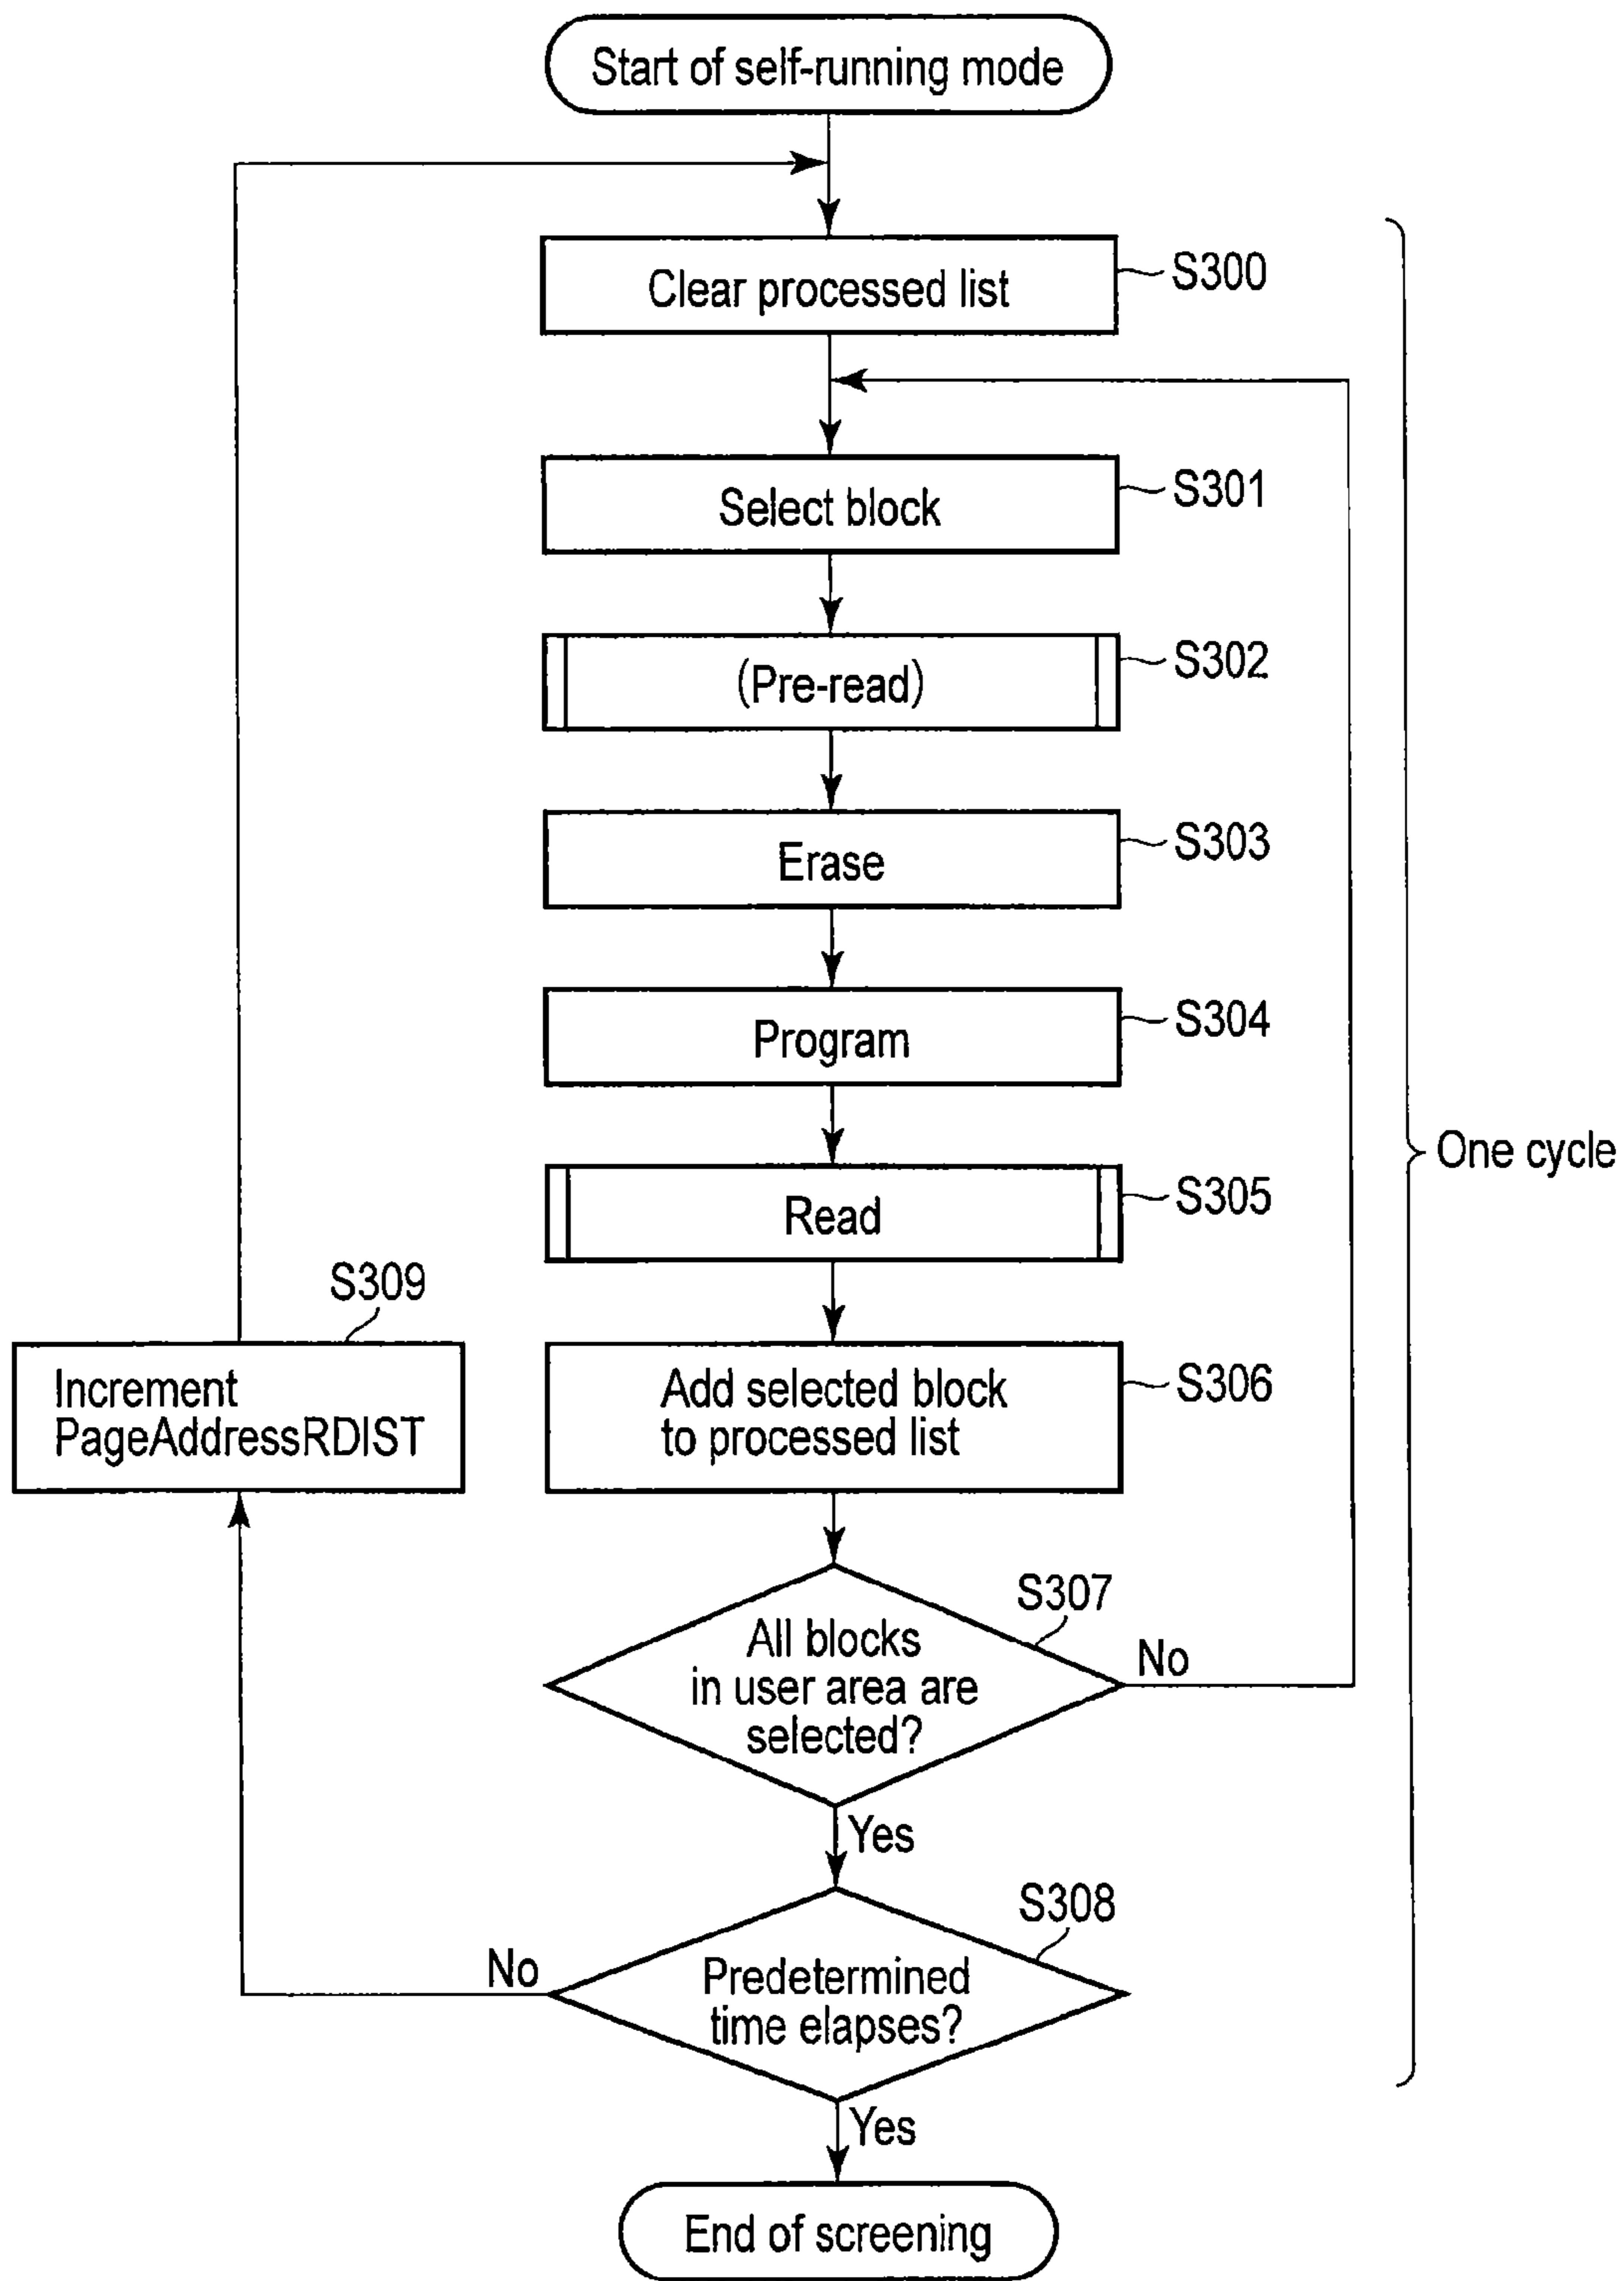 Start of self-running mode
Clear processed list
S300
Select block
S301
(Pre-read)
S302
Erase
S303
Program
S304
One cycle
Read
S305
S309
Increment
PageAddressRDIST
Add selected block
to processed list
S306
S307
All blocks
in user area are
selected?
No
Yes
S308
No
Predetermined
time elapses?
Yes
End of screening